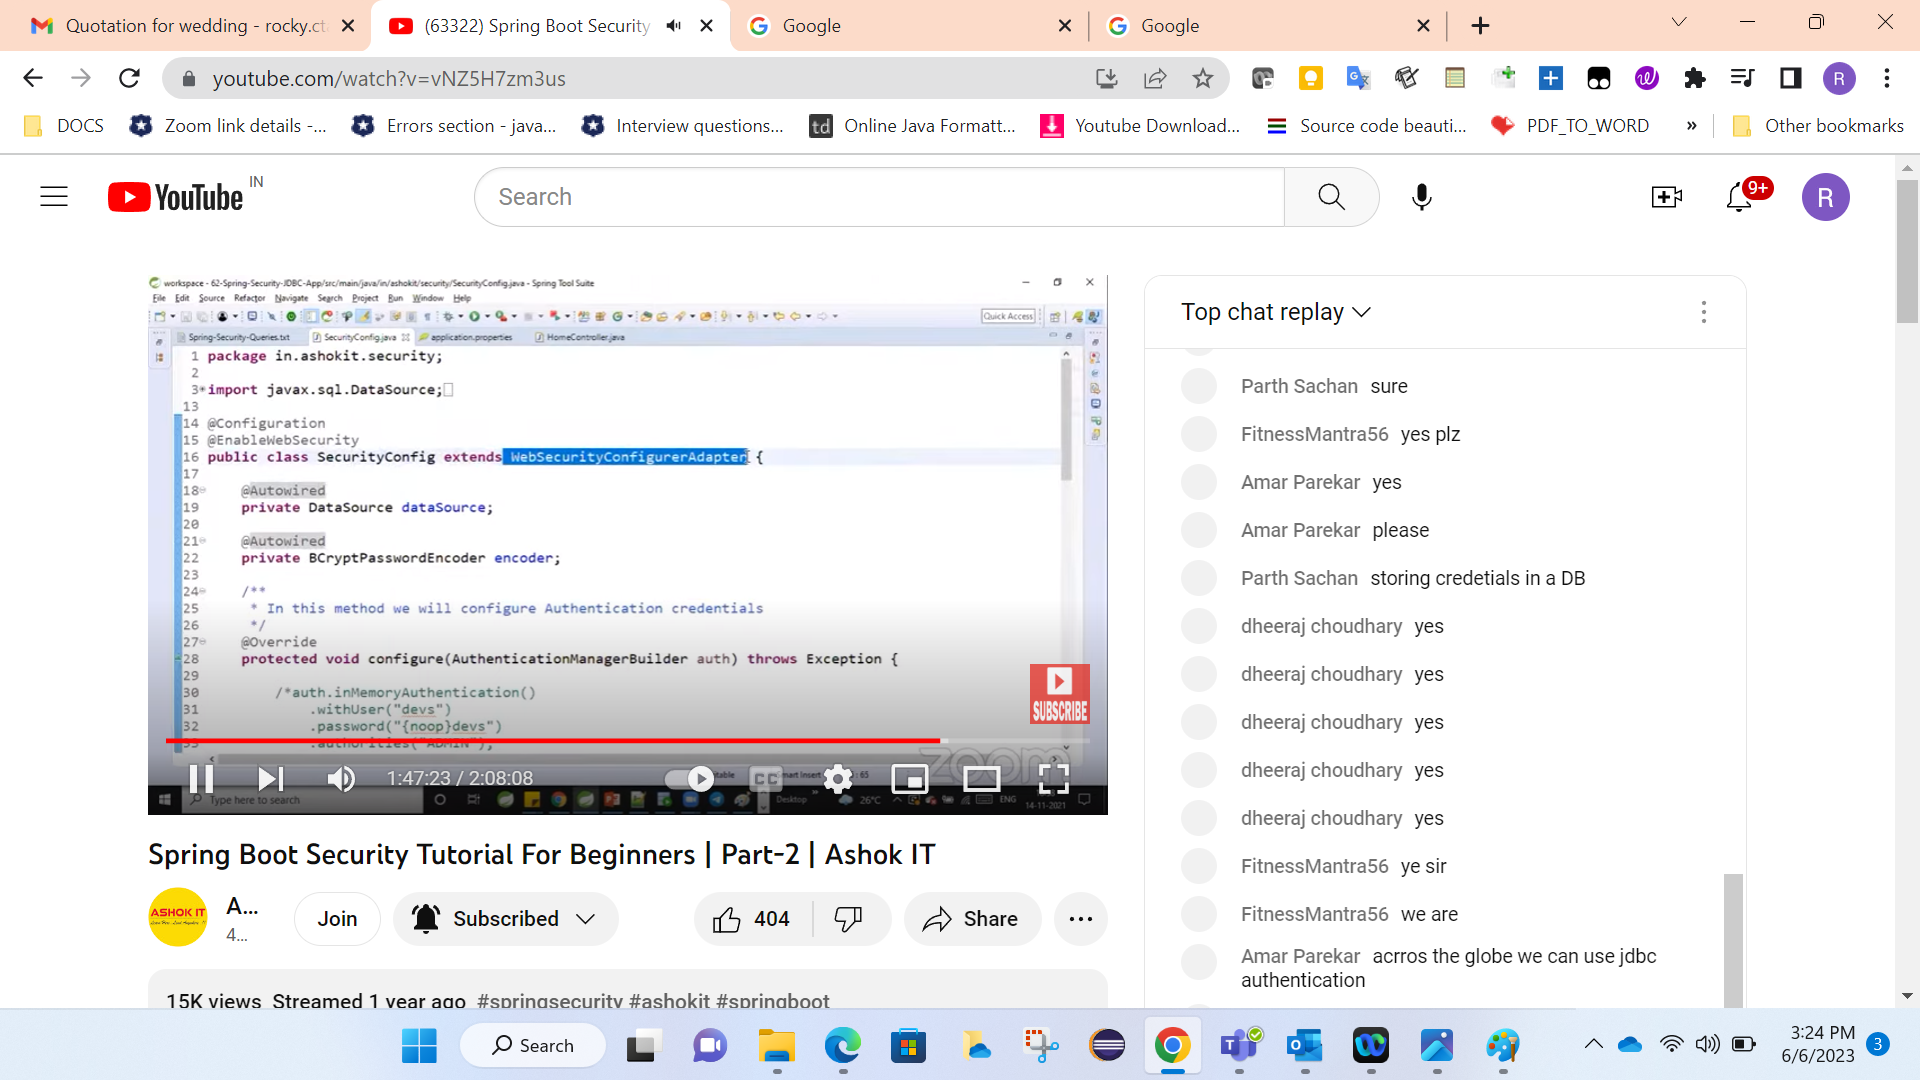 Quotation for wedding - rocky.ct
(63322) Spring Boot Security
Google
Google
youtube.com/watch?v=vNZ5H7zm3us
R
DOCS
Zoom link details -...
Errors section - java...
Interview questions...
td
Online Java Formatt...
Youtube Download...
Source code beauti...
PDF_TO_WORD
»
Other bookmarks
YouTube
IN
Search
9+
R
workspace - 62-Spring-Security-JDBC-App/src/main/java/in/ashokit/security/SecurityConfig.java - Spring Tool Suite
File Edit Source Refactor Navigate Search Project Run Window Help
Quick Access
Spring-Security-Queries.txt
SecurityConfig.java
application.properties
HomeController.java
1 package in.ashokit.security;
2
3 import javax.sql.DataSource;
13
14 @Configuration
15 @EnableWebSecurity
16 public class SecurityConfig extends WebSecurityConfigurerAdapter {
17
18 @Autowired
19 private DataSource dataSource;
20
21 @Autowired
22 private BCryptPasswordEncoder encoder;
23
24 /**
25 * In this method we will configure Authentication credentials
26 */
27 @Override
28 protected void configure(AuthenticationManagerBuilder auth) throws Exception {
29
30 /*auth.inMemoryAuthentication()
31 .withUser("devs")
32 .password("{noop}devs")
33 .authorities("ADMIN");
SUBSCRIBE
zoom
1:47:23 / 2:08:08
CC
Type here to search
Desktop
26°C
ENG
14-11-2021
Top chat replay
Parth Sachan sure
FitnessMantra56 yes plz
Amar Parekar yes
Amar Parekar please
Parth Sachan storing credetials in a DB
dheeraj choudhary yes
dheeraj choudhary yes
dheeraj choudhary yes
dheeraj choudhary yes
dheeraj choudhary yes
FitnessMantra56 ye sir
FitnessMantra56 we are
Amar Parekar acrros the globe we can use jdbc
authentication
Spring Boot Security Tutorial For Beginners | Part-2 | Ashok IT
ASHOK IT
A...
4...
Join
Subscribed
404
Share
15K views Streamed 1 year ago #springsecurity #ashokit #springboot
Search
3:24 PM
6/6/2023
3